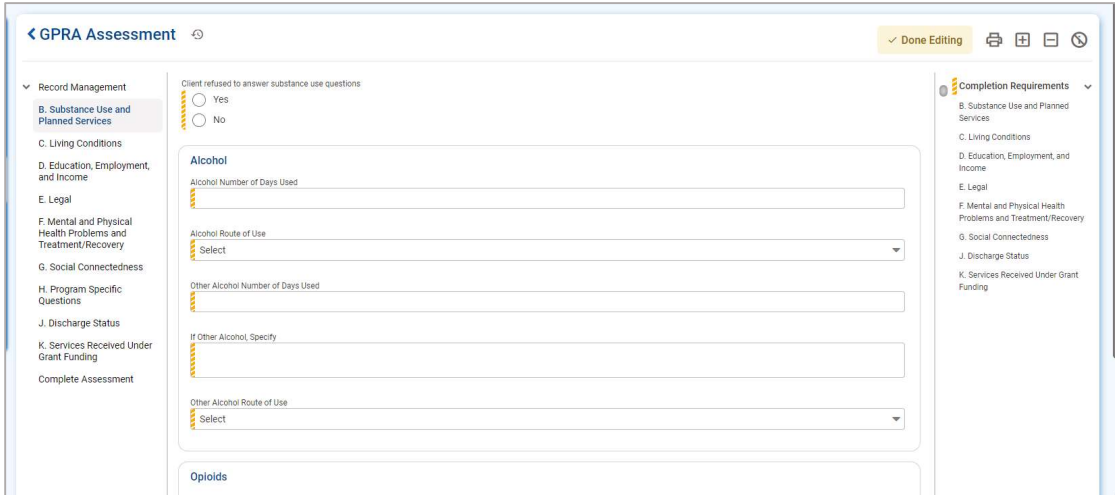 GPRA Assessment
Done Editing
Record Management
B. Substance Use and
Planned Services
C. Living Conditions
D. Education, Employment,
and Income
E. Legal
F. Mental and Physical
Health Problems and
Treatment/Recovery
G. Social Connectedness
H. Program Specific
Questions
J. Discharge Status
K. Services Received Under
Grant Funding
Complete Assessment
Client refused to answer substance use questions
Yes
No
Alcohol
Alcohol Number of Days Used
Alcohol Route of Use
Select
Other Alcohol Number of Days Used
If Other Alcohol, Specify
Other Alcohol Route of Use
Select
Opioids
Completion Requirements
B. Substance Use and Planned
Services
C. Living Conditions
D. Education, Employment, and
Income
E. Legal
F. Mental and Physical Health
Problems and Treatment/Recovery
G. Social Connectedness
J. Discharge Status
K. Services Received Under Grant
Funding